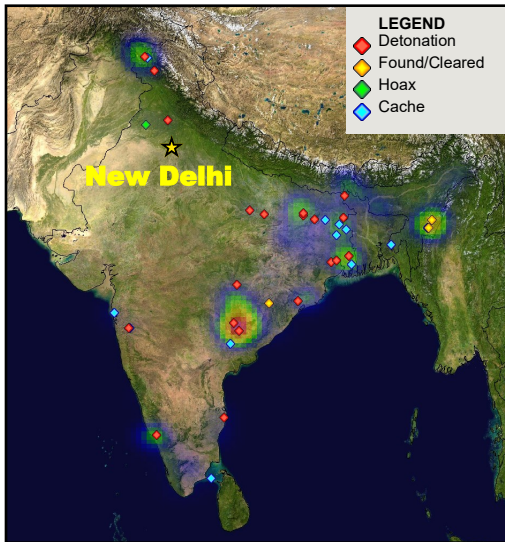 LEGEND
Detonation
Found/Cleared
Hoax
Cache
New Delhi